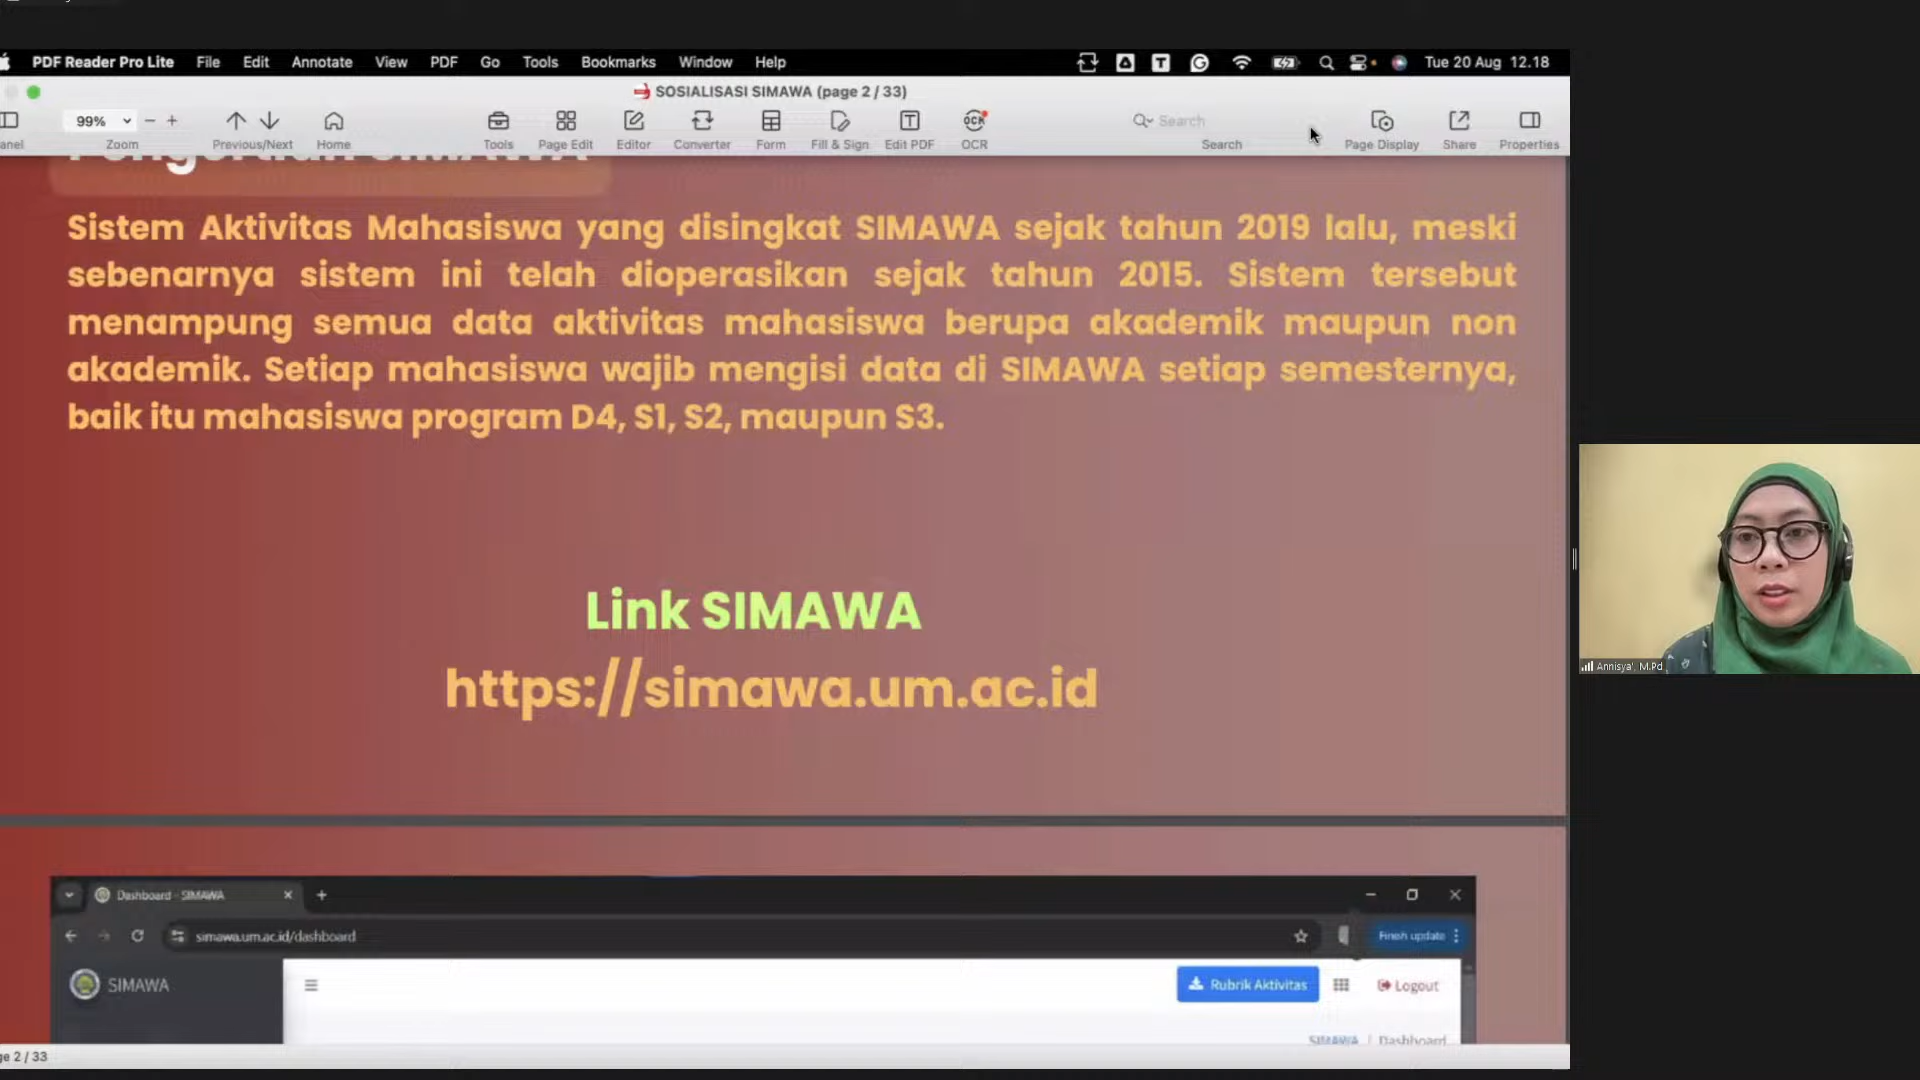 PDF Reader Pro Lite File Edit Annotate View PDF Go Tools Bookmarks Window Help Tue 20 Aug 12.18
SOSIALISASI SIMAWA (page 2 / 33)
99%
Search
Zoom Previous/Next Home Tools Page Edit Editor Converter Form Fill & Sign Edit PDF OCR Search Page Display Share Properties
Pengertian SIMAWA
Sistem Aktivitas Mahasiswa yang disingkat SIMAWA sejak tahun 2019 lalu, meski
sebenarnya sistem ini telah dioperasikan sejak tahun 2015. Sistem tersebut
menampung semua data aktivitas mahasiswa berupa akademik maupun non
akademik. Setiap mahasiswa wajib mengisi data di SIMAWA setiap semesternya,
baik itu mahasiswa program D4, S1, S2, maupun S3.
Link SIMAWA
https://simawa.um.ac.id
Annisya', M.Pd
Dashboard - SIMAWA
simawa.um.ac.id/dashboard
Finish update
SIMAWA
Rubrik Aktivitas
Logout
SIMAWA / Dashboard
ge 2 / 33